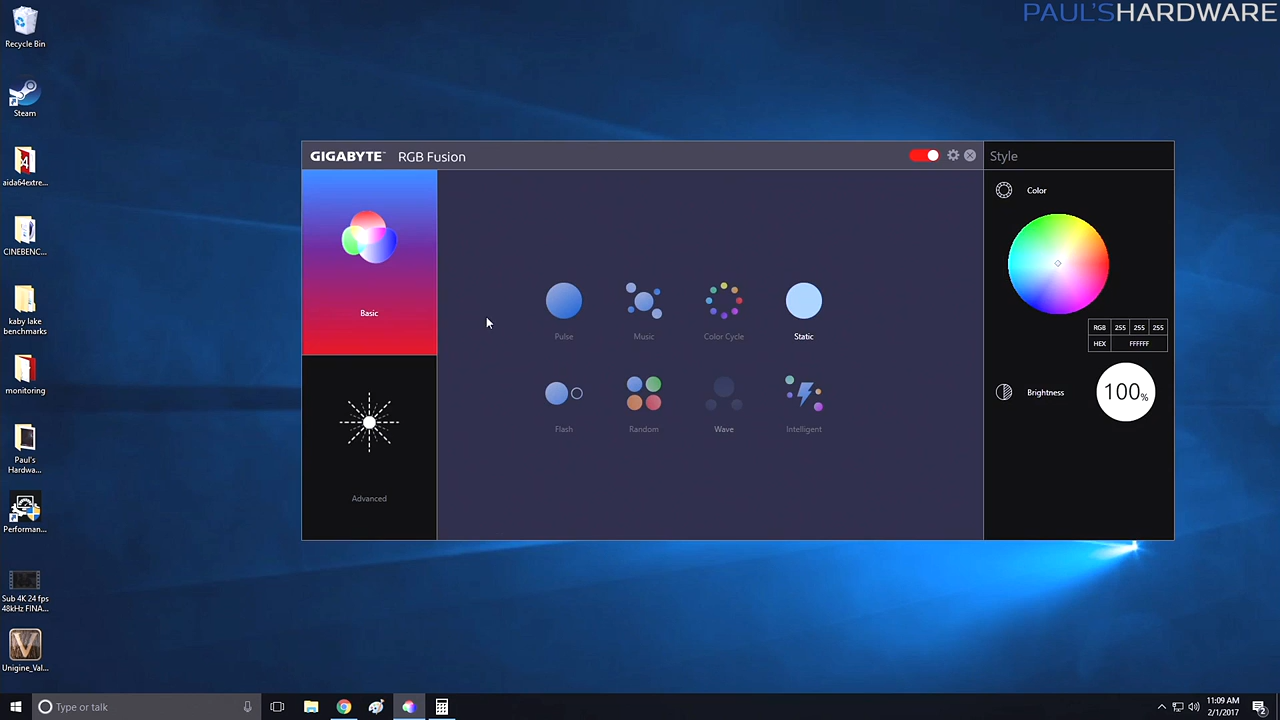 PAUL'SHARDWARE
Recycle Bin
Steam
aida64extre...
CINEBENC...
kaby lake
benchmarks
monitoring
Paul's
Hardwa...
Performan...
Sub 4K 24 fps
48kHz FINA...
Unigine_Val...
GIGABYTE™ RGB Fusion
Basic
Advanced
Pulse
Music
Color Cycle
Static
Flash
Random
Wave
Intelligent
Style
Color
RGB 255 255 255
HEX FFFFFF
Brightness
100%
Type or talk
11:09 AM
2/1/2017
2